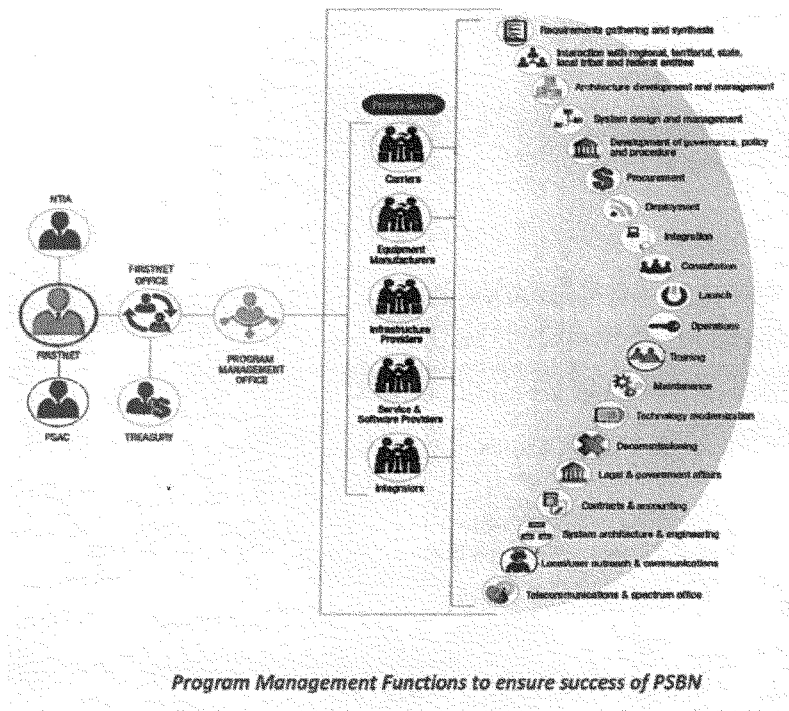 NTIA
FIRSTNET
PSAC
FIRSTNET
OFFICE
TREASURY
PROGRAM
MANAGEMENT
OFFICE
Private Sector
Carriers
Equipment
Manufacturers
Infrastructure
Providers
Service &
Software Providers
Integrators
Requirements gathering and synthesis
Interaction with regional, territorial, state,
local tribal and federal entities
Architecture development and management
System design and management
Development of governance, policy
and procedure
Procurement
Deployment
Integration
Consultation
Launch
Operations
Training
Maintenance
Technology modernization
Decommissioning
Legal & government affairs
Contracts & accounting
System architecture & engineering
Local/user outreach & communications
Telecommunications & spectrum office
Program Management Functions to ensure success of PSBN